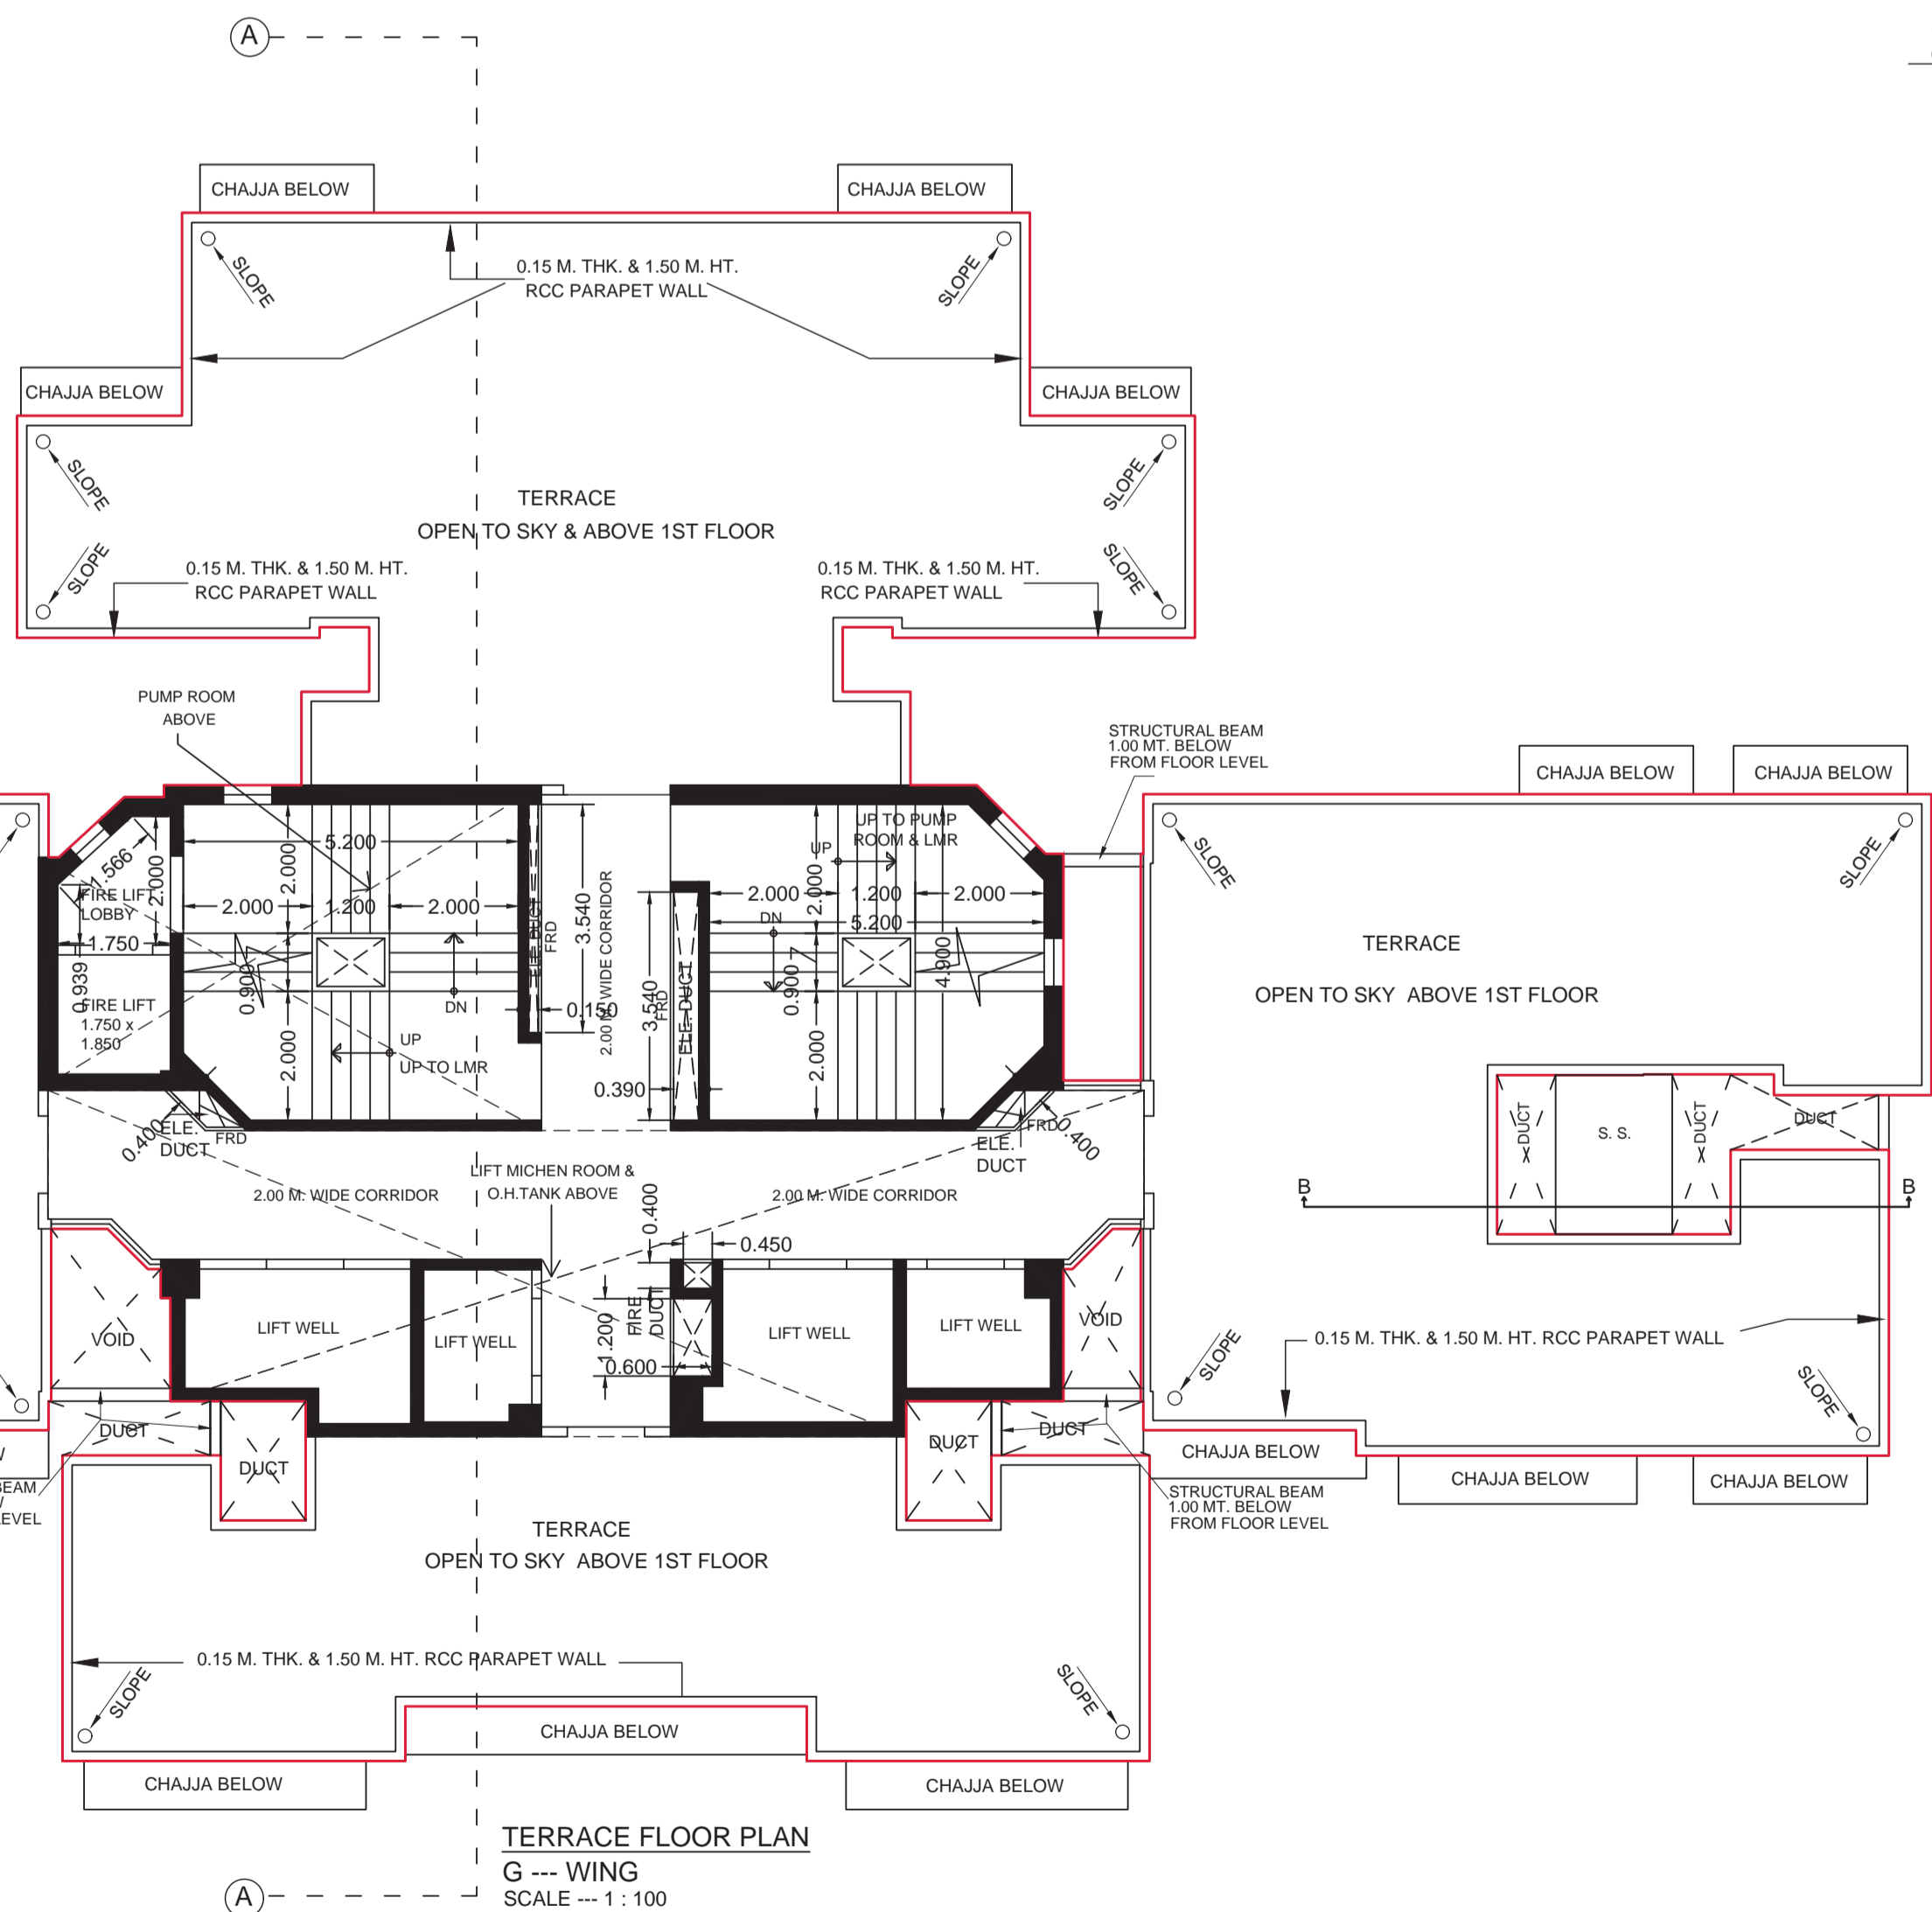 A
CHAJJA BELOW
CHAJJA BELOW
SLOPE
0.15 M. THK. & 1.50 M. HT.
RCC PARAPET WALL
SLOPE
CHAJJA BELOW
CHAJJA BELOW
SLOPE
TERRACE
OPEN TO SKY & ABOVE 1ST FLOOR
SLOPE
SLOPE
0.15 M. THK. & 1.50 M. HT.
RCC PARAPET WALL
0.15 M. THK. & 1.50 M. HT.
RCC PARAPET WALL
SLOPE
PUMP ROOM
ABOVE
STRUCTURAL BEAM
1.00 MT. BELOW
FROM FLOOR LEVEL
CHAJJA BELOW
CHAJJA BELOW
1.566
2.000
FIRE LIFT
LOBBY
1.750
0.939
FIRE LIFT
1.750 x
1.850
5.200
2.000
2.000
1.200
2.000
0.900
2.000
DN
UP
UP TO LMR
ELE. DUCT
FRD
3.540
0.150
2.00 M. WIDE CORRIDOR
3.540
FRD
ELE. DUCT
0.390
UP TO PUMP
ROOM & LMR
UP
2.000
2.000
1.200
2.000
DN
5.200
0.900
4.900
2.000
SLOPE
SLOPE
TERRACE
OPEN TO SKY  ABOVE 1ST FLOOR
DUCT
S. S.
DUCT
DUCT
B
B
0.400
ELE.
DUCT
FRD
ELE.
DUCT
FRD
0.400
LIFT MICHEN ROOM &
O.H.TANK ABOVE
2.00 M. WIDE CORRIDOR
2.00 M. WIDE CORRIDOR
0.400
0.450
FIRE
DUCT
1.200
0.600
VOID
LIFT WELL
LIFT WELL
LIFT WELL
LIFT WELL
VOID
SLOPE
0.15 M. THK. & 1.50 M. HT. RCC PARAPET WALL
SLOPE
DUCT
DUCT
DUCT
DUCT
CHAJJA BELOW
CHAJJA BELOW
CHAJJA BELOW
BEAM
EVEL
STRUCTURAL BEAM
1.00 MT. BELOW
FROM FLOOR LEVEL
TERRACE
OPEN TO SKY  ABOVE 1ST FLOOR
0.15 M. THK. & 1.50 M. HT. RCC PARAPET WALL
SLOPE
SLOPE
CHAJJA BELOW
CHAJJA BELOW
CHAJJA BELOW
TERRACE FLOOR PLAN
G --- WING
SCALE --- 1 : 100
A